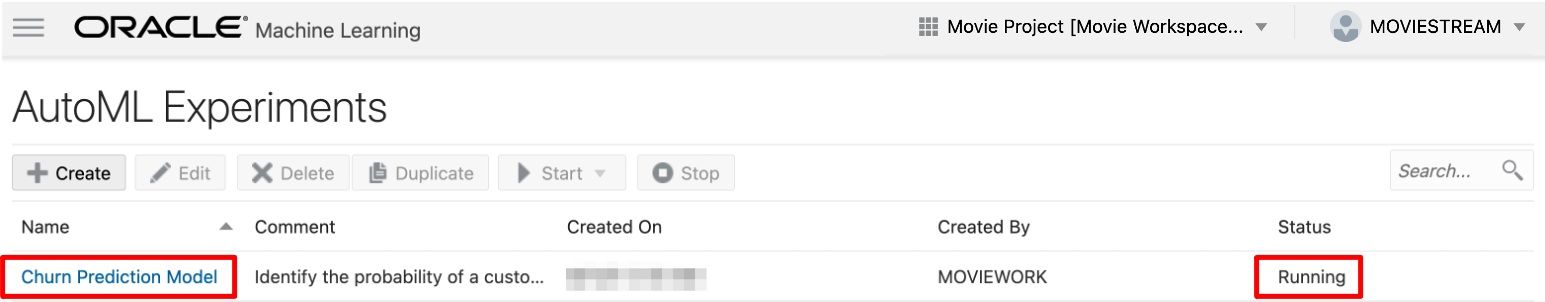 ORACLE® Machine Learning Movie Project [Movie Workspace... MOVIESTREAM
AutoML Experiments
Create Edit Delete Duplicate Start Stop Search...
Name Comment Created On Created By Status
Churn Prediction Model Identify the probability of a custo... MOVIEWORK Running